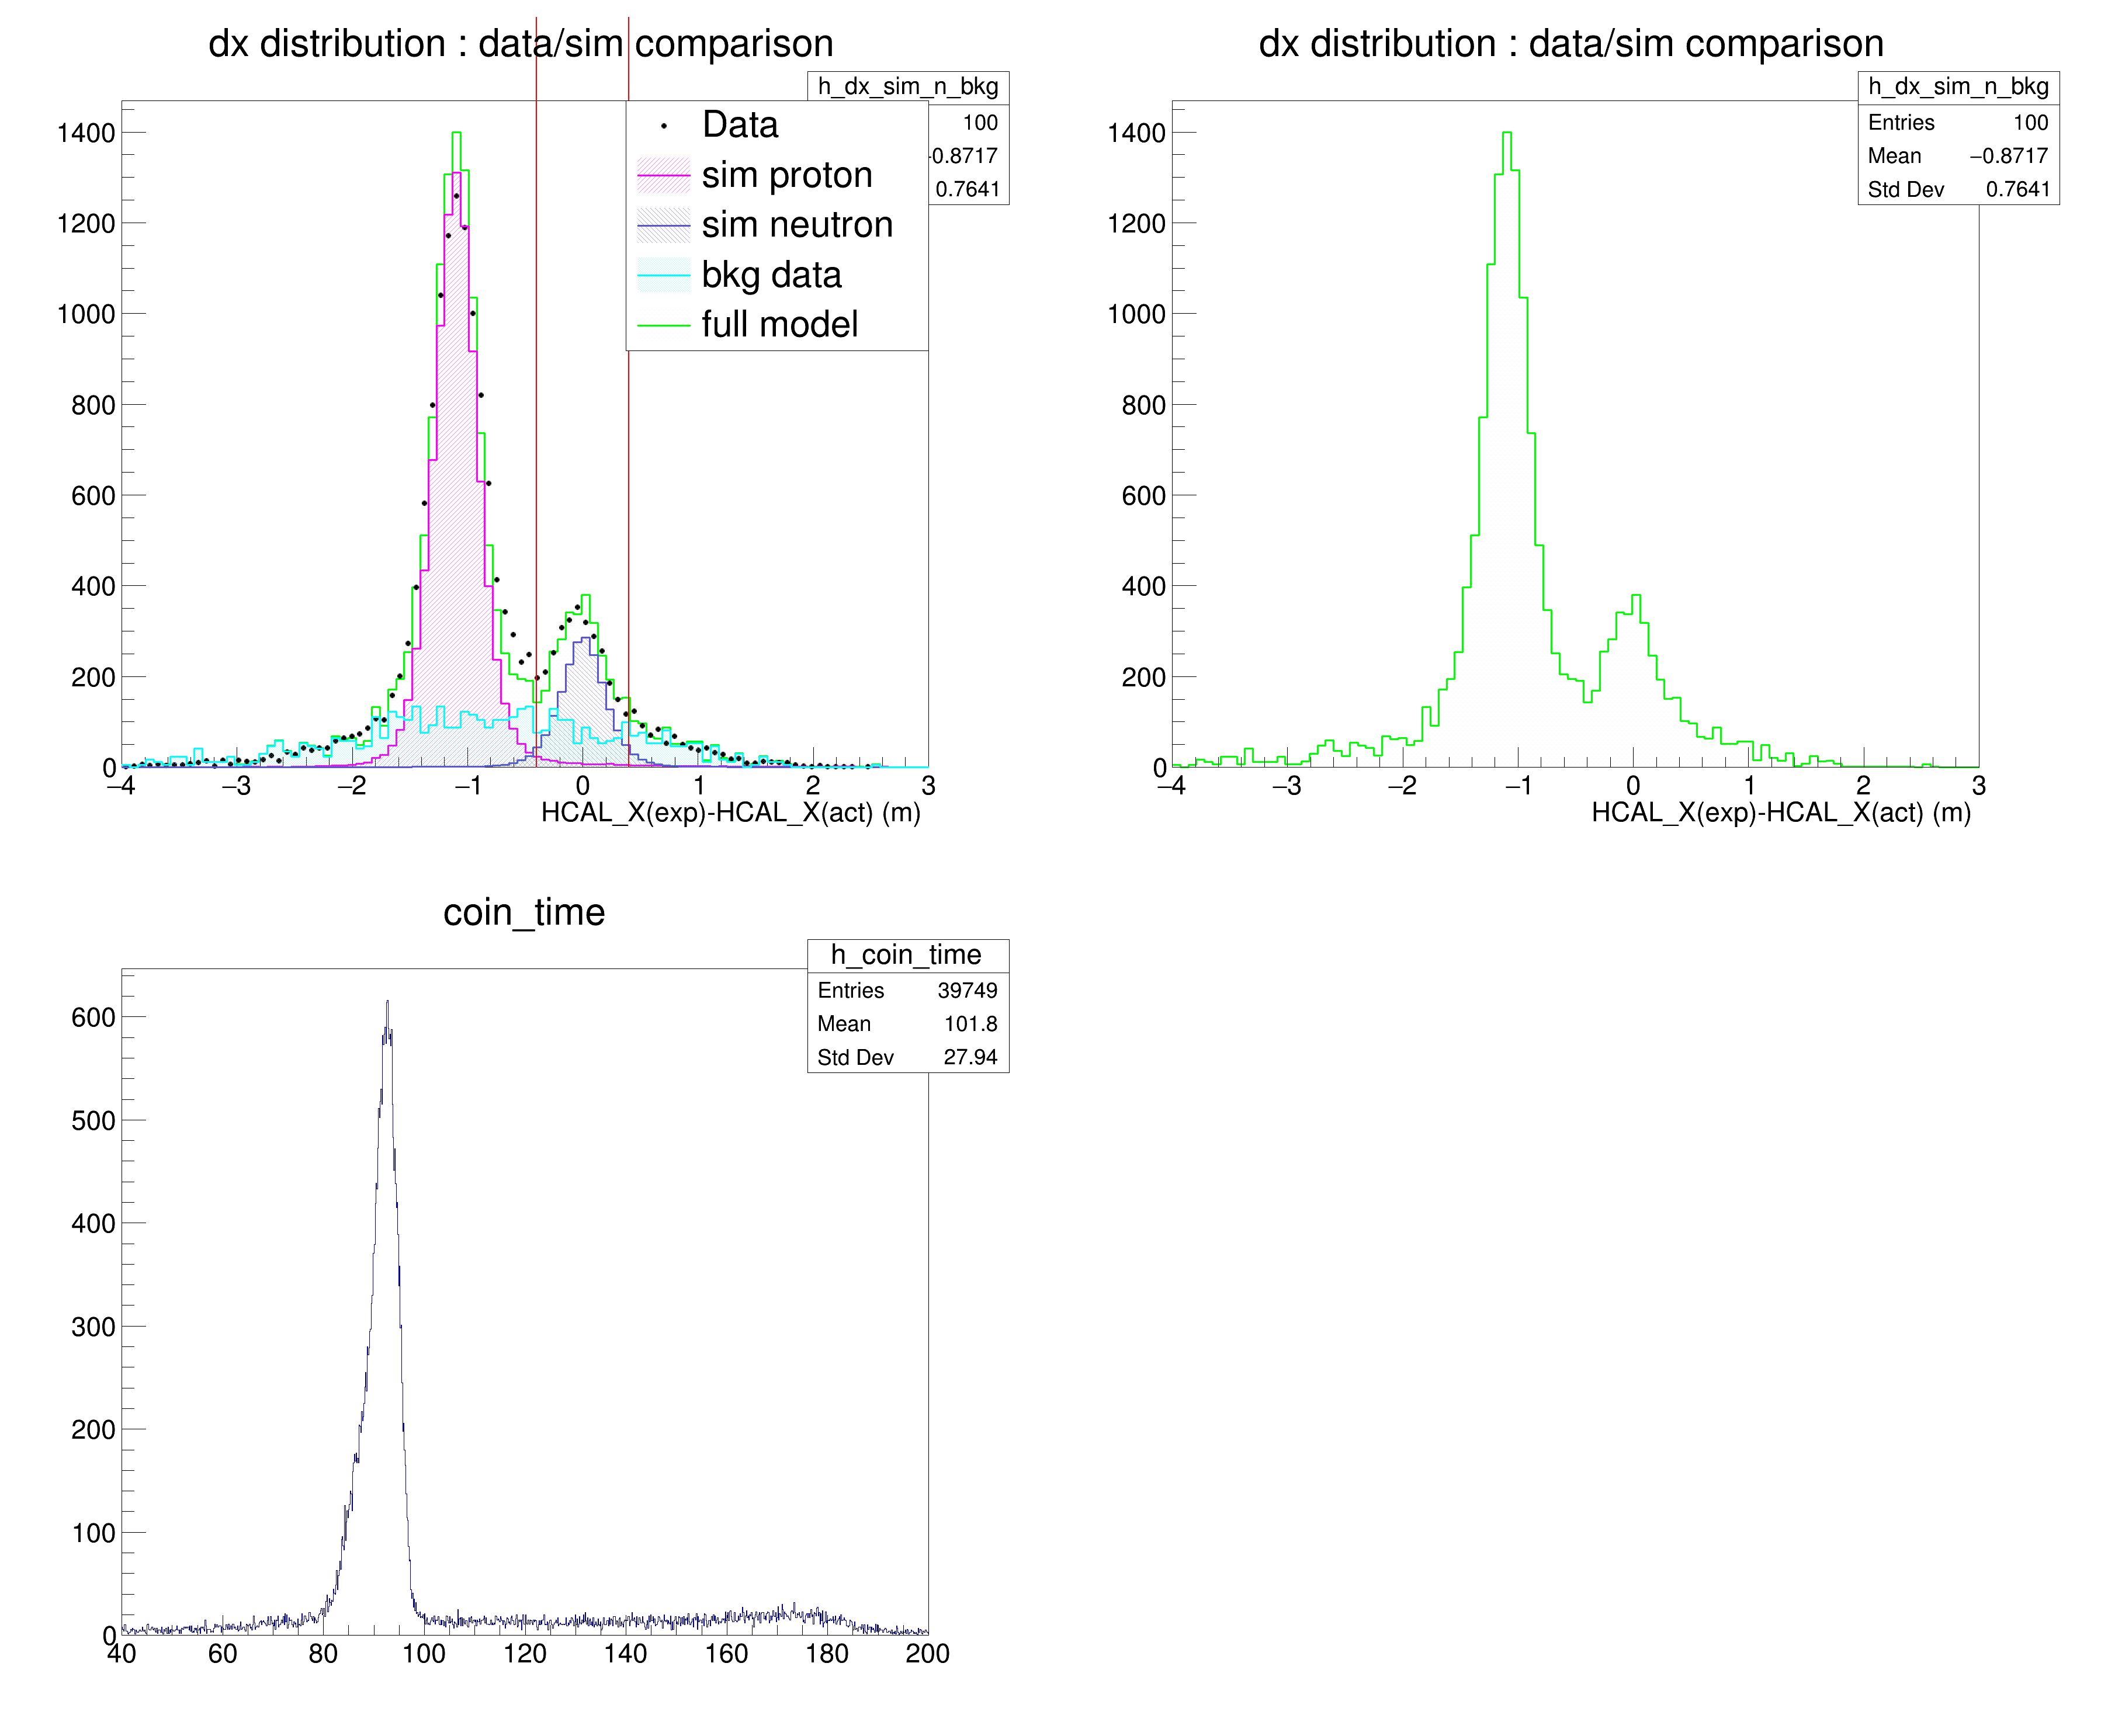 dx distribution : data/sim comparison
h_dx_sim_n_bkg
100
-0.8717
0.7641
Data
sim proton
sim neutron
bkg data
full model
1400
1200
1000
800
600
400
200
0
−4 −3 −2 −1 0 1 2 3
HCAL_X(exp)-HCAL_X(act) (m)
dx distribution : data/sim comparison
h_dx_sim_n_bkg
Entries 100
Mean −0.8717
Std Dev 0.7641
1400
1200
1000
800
600
400
200
0
−4 −3 −2 −1 0 1 2 3
HCAL_X(exp)-HCAL_X(act) (m)
coin_time
h_coin_time
Entries 39749
Mean 101.8
Std Dev 27.94
600
500
400
300
200
100
0
40 60 80 100 120 140 160 180 200